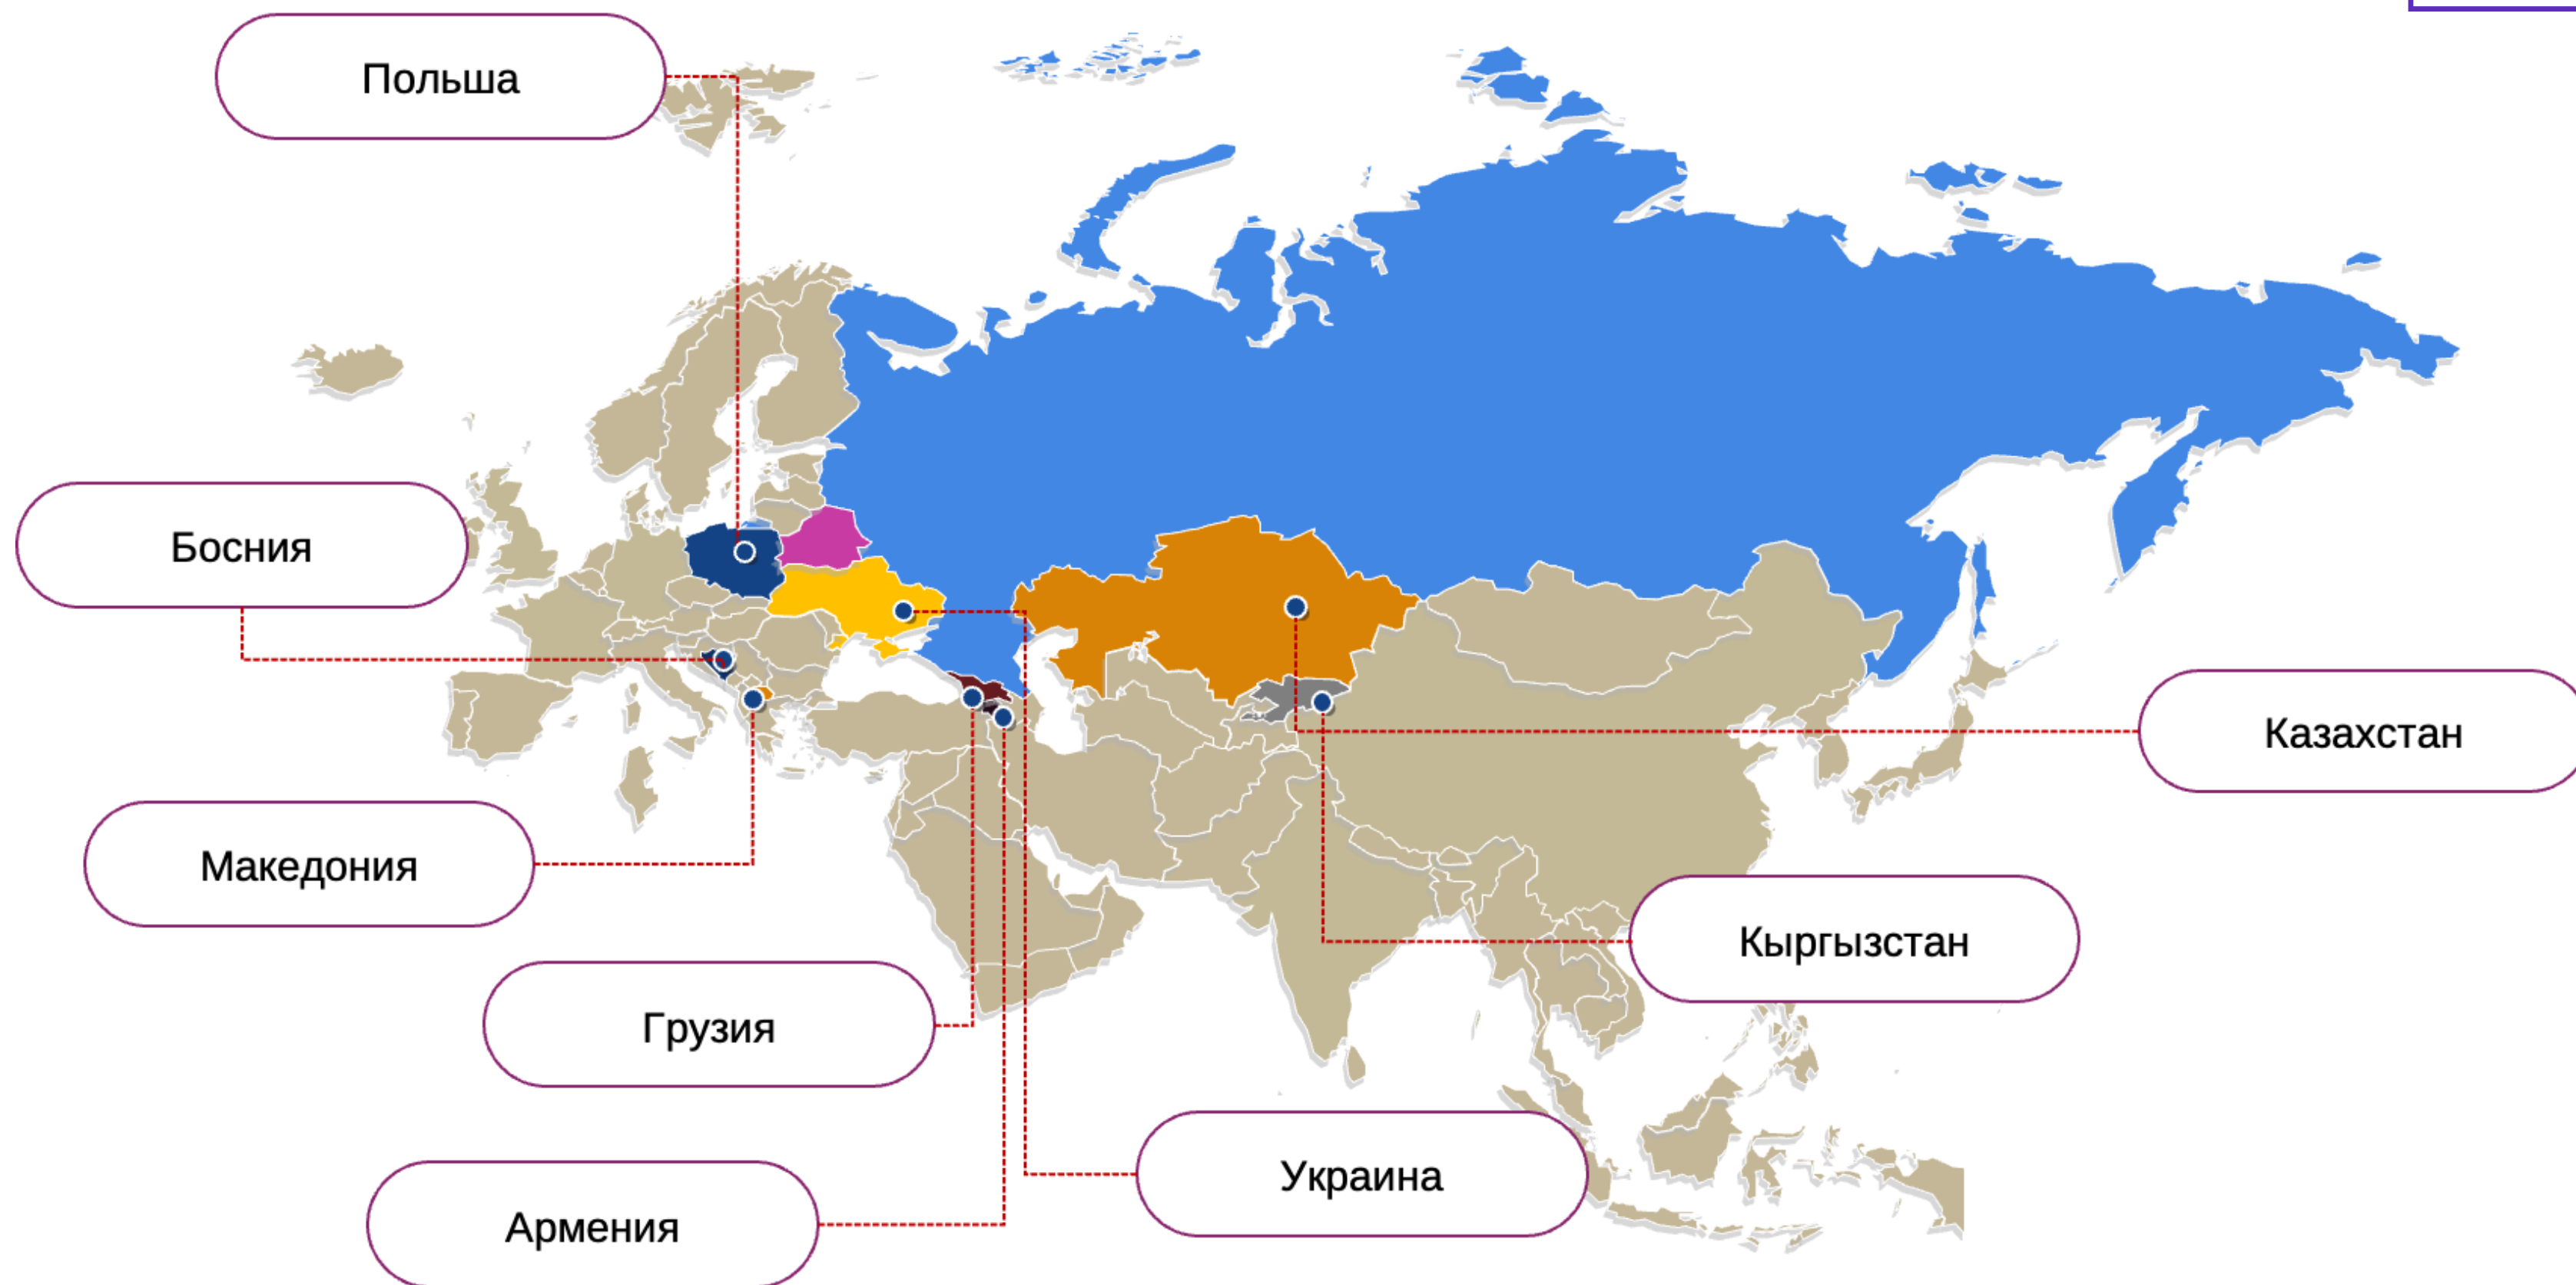 Польша
Босния
Казахстан
Македония
Кыргызстан
Грузия
Украина
Армения